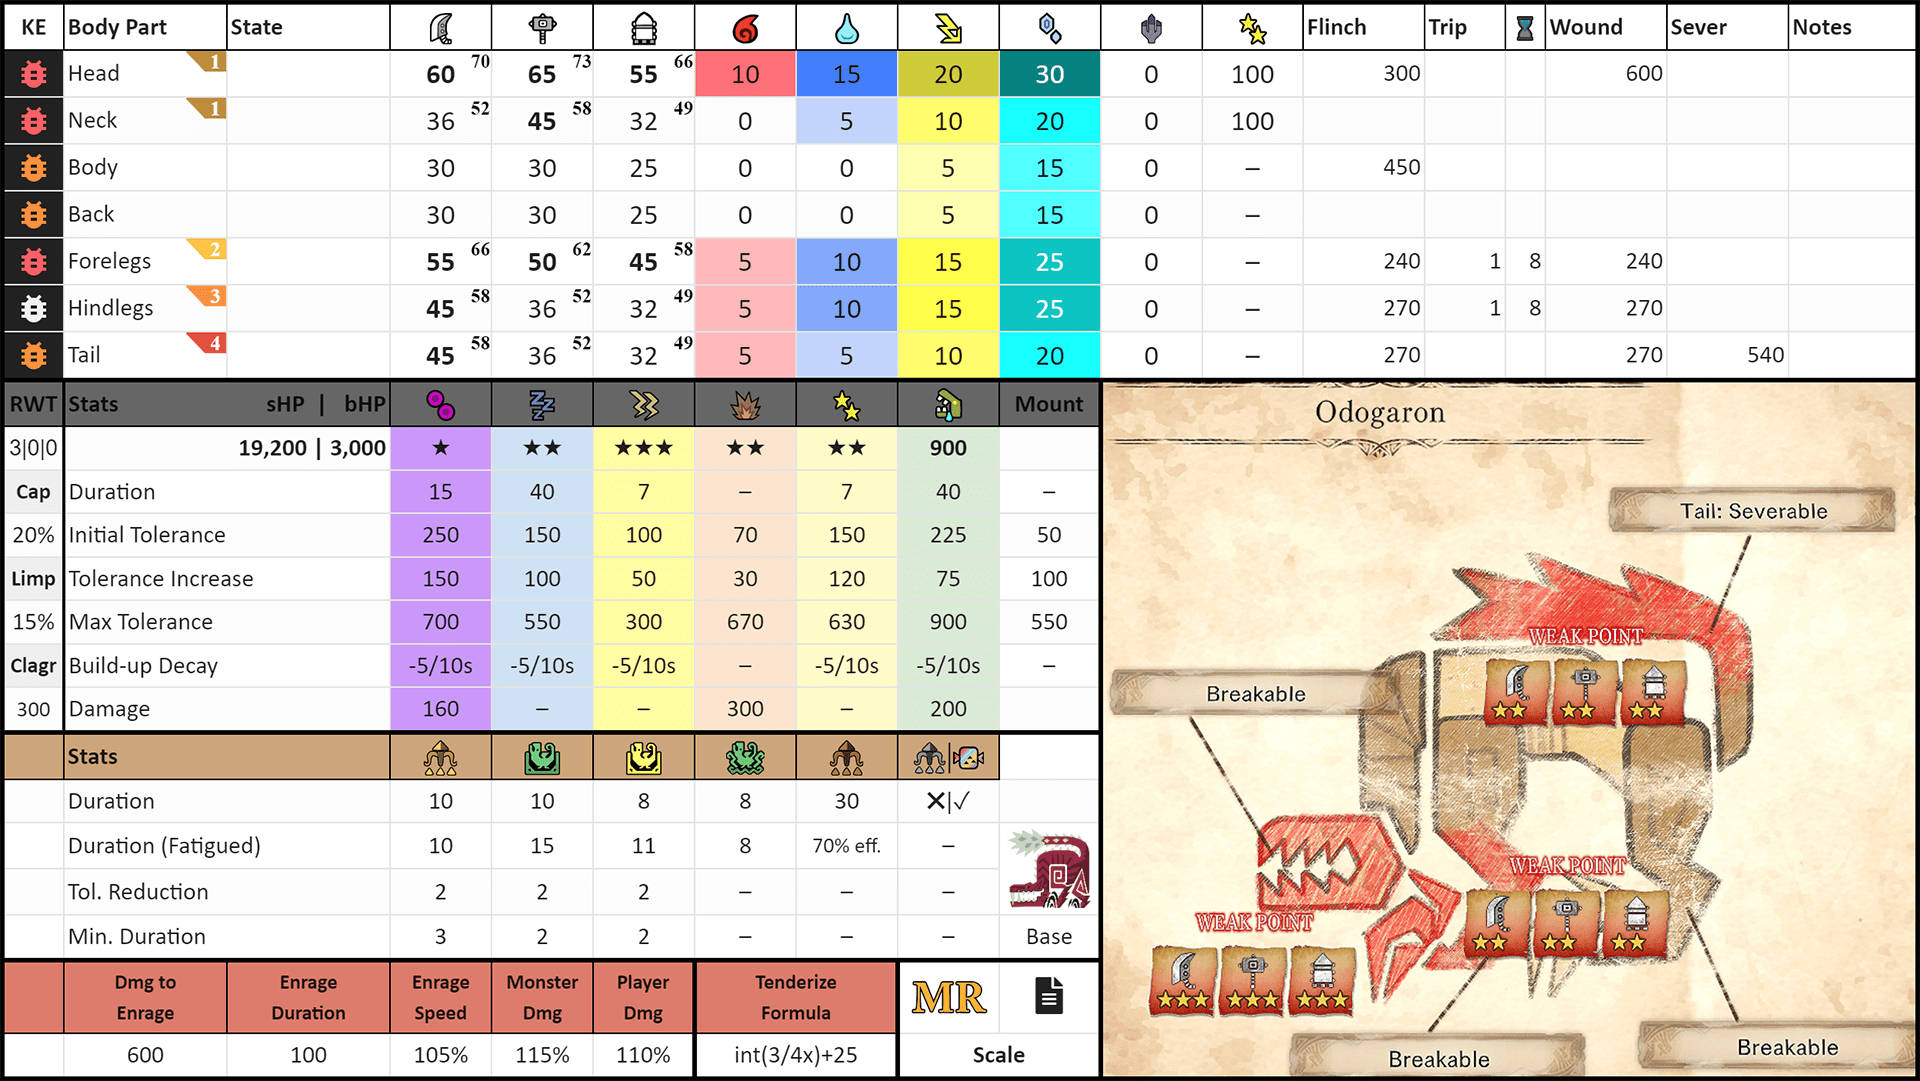 KE Body Part State Flinch Trip Wound Sever Notes
Head 1 60 70 65 73 55 66 10 15 20 30 0 100 300 600
Neck 1 36 52 45 58 32 49 0 5 10 20 0 100
Body 30 30 25 0 0 5 15 0 – 450
Back 30 30 25 0 0 5 15 0 –
Forelegs 2 55 66 50 62 45 58 5 10 15 25 0 – 240 1 8 240
Hindlegs 3 45 58 36 52 32 49 5 10 15 25 0 – 270 1 8 270
Tail 4 45 58 36 52 32 49 5 5 10 20 0 – 270 270 540
RWT Stats sHP | bHP Mount
3|0|0 19,200 | 3,000 ★ ★★ ★★★ ★★ ★★ 900
Cap Duration 15 40 7 – 7 40 –
20% Initial Tolerance 250 150 100 70 150 225 50
Limp Tolerance Increase 150 100 50 30 120 75 100
15% Max Tolerance 700 550 300 670 630 900 550
Clagr Build-up Decay -5/10s -5/10s -5/10s – -5/10s -5/10s –
300 Damage 160 – – 300 – 200
Stats
Duration 10 10 8 8 30 ✕|✓
Duration (Fatigued) 10 15 11 8 70% eff. –
Tol. Reduction 2 2 2 – – –
Min. Duration 3 2 2 – – – Base
Dmg to Enrage Enrage Monster Player Tenderize
Enrage Duration Speed Dmg Dmg Formula
MR
600 100 105% 115% 110% int(3/4x)+25 Scale
Odogaron
Tail: Severable
WEAK POINT
Breakable
WEAK POINT
WEAK POINT
Breakable
Breakable